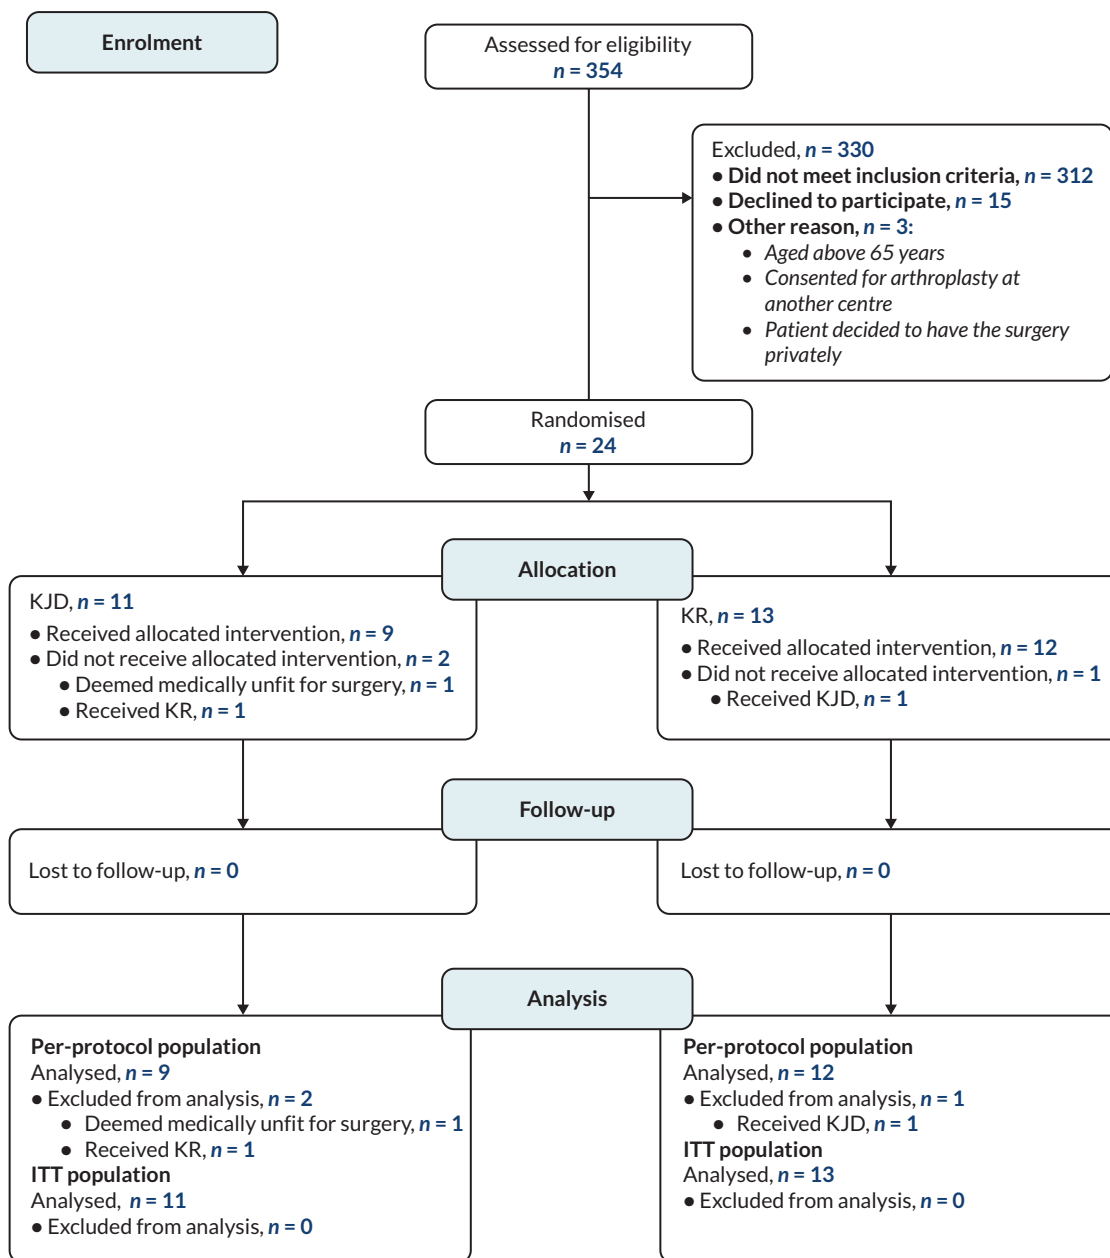 Enrolment
Assessed for eligibility
n = 354
Excluded, n = 330
● Did not meet inclusion criteria, n = 312
● Declined to participate, n = 15
● Other reason, n = 3:
● Aged above 65 years
● Consented for arthroplasty at
another centre
● Patient decided to have the surgery
privately
Randomised
n = 24
Allocation
KJD, n = 11
● Received allocated intervention, n = 9
● Did not receive allocated intervention, n = 2
● Deemed medically unfit for surgery, n = 1
● Received KR, n = 1
KR, n = 13
● Received allocated intervention, n = 12
● Did not receive allocated intervention, n = 1
● Received KJD, n = 1
Follow-up
Lost to follow-up, n = 0
Lost to follow-up, n = 0
Analysis
Per-protocol population
Analysed, n = 9
● Excluded from analysis, n = 2
● Deemed medically unfit for surgery, n = 1
● Received KR, n = 1
ITT population
Analysed, n = 11
● Excluded from analysis, n = 0
Per-protocol population
Analysed, n = 12
● Excluded from analysis, n = 1
● Received KJD, n = 1
ITT population
Analysed, n = 13
● Excluded from analysis, n = 0